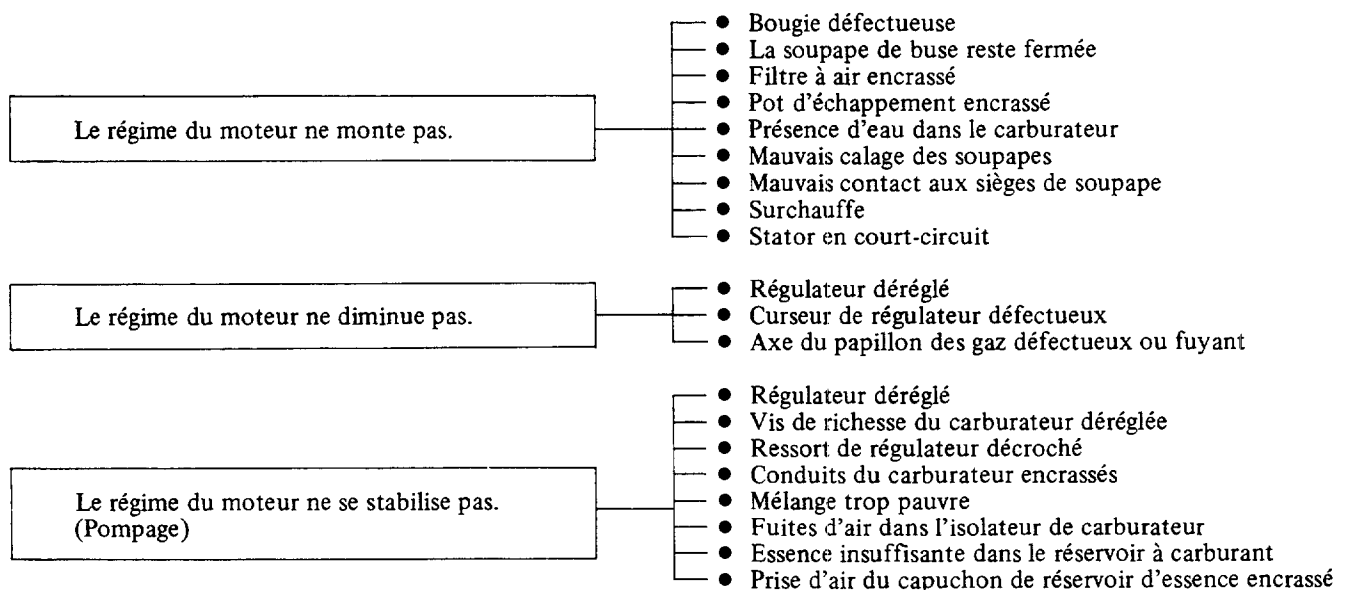 Le régime du moteur ne monte pas.
● Bougie défectueuse
● La soupape de buse reste fermée
● Filtre à air encrassé
● Pot d'échappement encrassé
● Présence d'eau dans le carburateur
● Mauvais calage des soupapes
● Mauvais contact aux sièges de soupape
● Surchauffe
● Stator en court-circuit
Le régime du moteur ne diminue pas.
● Régulateur déréglé
● Curseur de régulateur défectueux
● Axe du papillon des gaz défectueux ou fuyant
Le régime du moteur ne se stabilise pas.
(Pompage)
● Régulateur déréglé
● Vis de richesse du carburateur déréglée
● Ressort de régulateur décroché
● Conduits du carburateur encrassés
● Mélange trop pauvre
● Fuites d'air dans l'isolateur de carburateur
● Essence insuffisante dans le réservoir à carburant
● Prise d'air du capuchon de réservoir d'essence encrassé